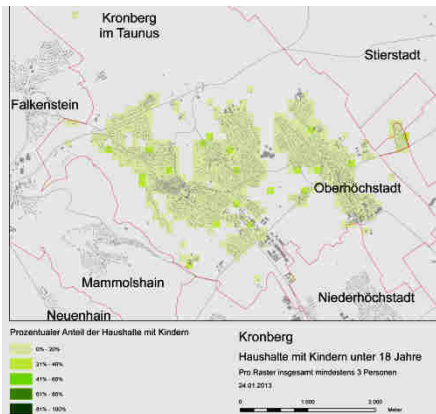 Kronberg
im Taunus
Stierstadt
Falkenstein
Oberhöchstadt
Mammolshain
Niederhöchstadt
Neuenhain
Prozentualer Anteil der Haushalte mit Kindern
0% - 20%
21% - 40%
41% - 60%
61% - 80%
81% - 100%
Kronberg
Haushalte mit Kindern unter 18 Jahre
Pro Raster insgesamt mindestens 3 Personen
24.01.2013
0 1 000 2 000
Meter